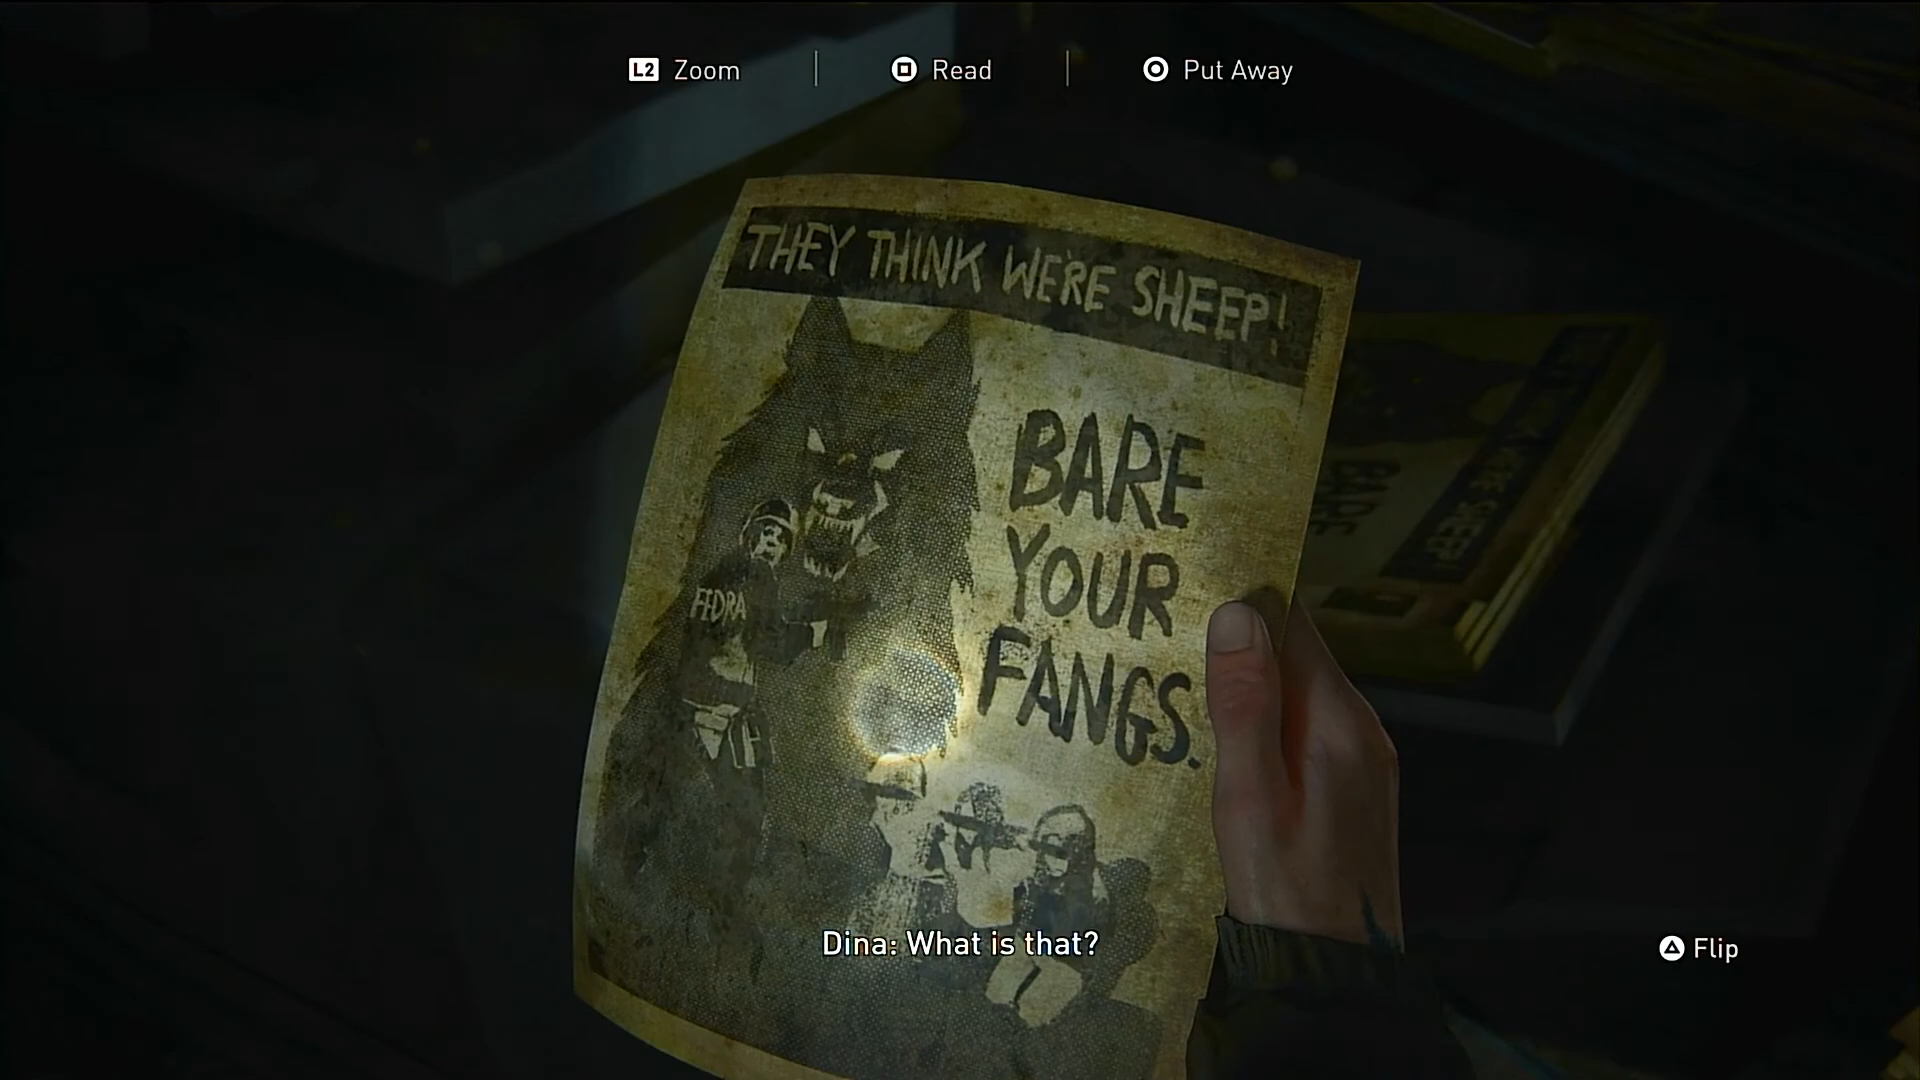 L2 Zoom
Read
Put Away
THEY THINK WE'RE SHEEP!
BARE
YOUR
FANGS.
FEDRA
BARE
Dina: What is that?
Flip